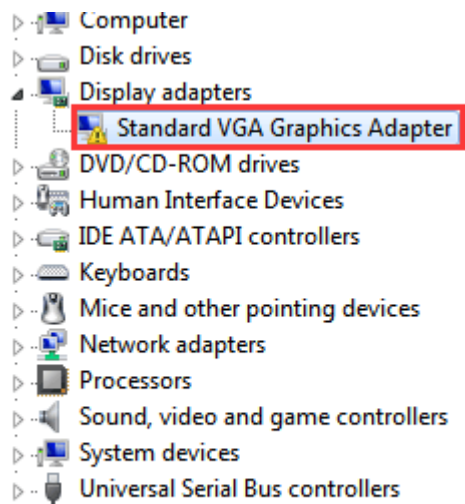 Computer
Disk drives
Display adapters
Standard VGA Graphics Adapter
DVD/CD-ROM drives
Human Interface Devices
IDE ATA/ATAPI controllers
Keyboards
Mice and other pointing devices
Network adapters
Processors
Sound, video and game controllers
System devices
Universal Serial Bus controllers